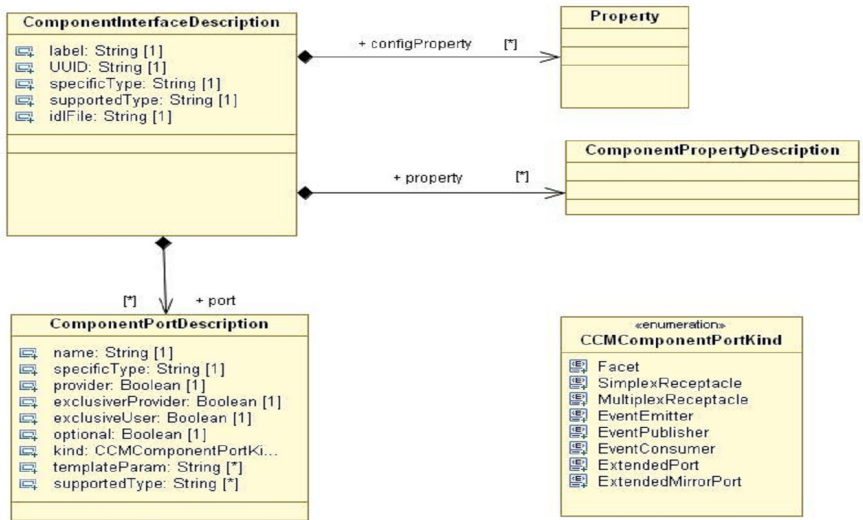 ComponentInterfaceDescription
label: String [1]
UUID: String [1]
specificType: String [1]
supportedType: String [1]
idlFile: String [1]
+ configProperty [*]
Property
+ property [*]
ComponentPropertyDescription
[*] + port
ComponentPortDescription
name: String [1]
specificType: String [1]
provider: Boolean [1]
exclusiverProvider: Boolean [1]
exclusiveUser: Boolean [1]
optional: Boolean [1]
kind: CCMComponentPortKi...
templateParam: String [*]
supportedType: String [*]
«enumeration»
CCMComponentPortKind
Facet
SimplexReceptacle
MultiplexReceptacle
EventEmitter
EventPublisher
EventConsumer
ExtendedPort
ExtendedMirrorPort